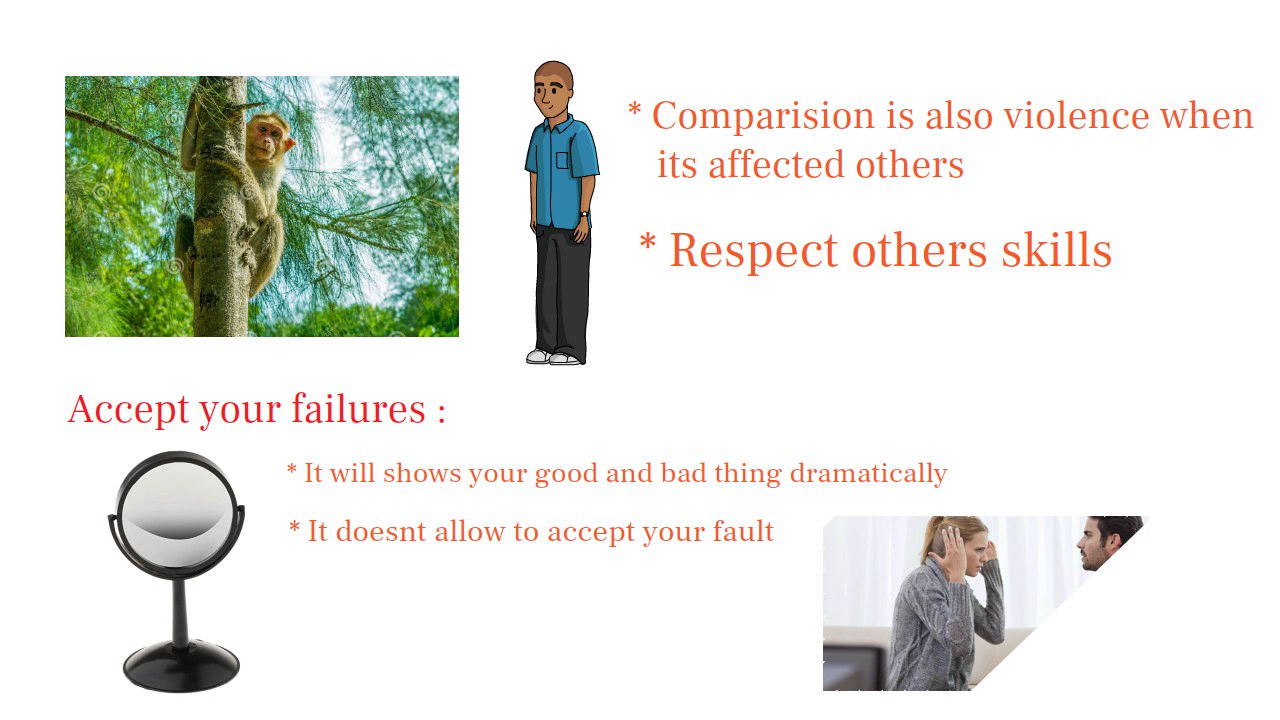 * Comparision is also violence when
its affected others
* Respect others skills
Accept your failures :
* It will shows your good and bad thing dramatically
* It doesnt allow to accept your fault